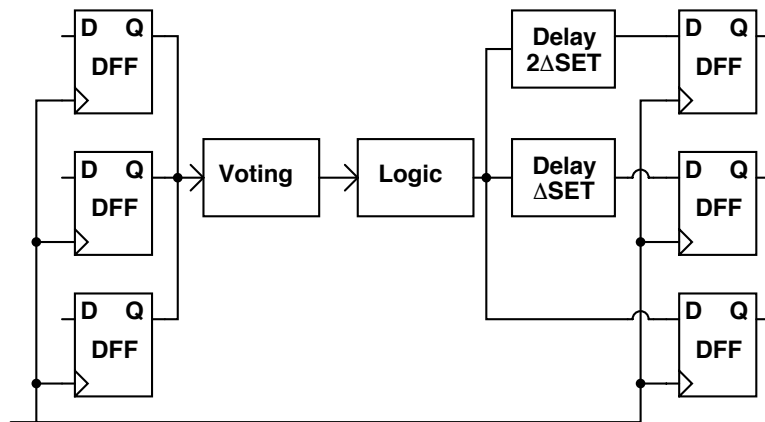 D Q
DFF
Delay
2ΔSET
D Q
DFF
D Q
DFF
Voting
Logic
Delay
ΔSET
D Q
DFF
D Q
DFF
D Q
DFF